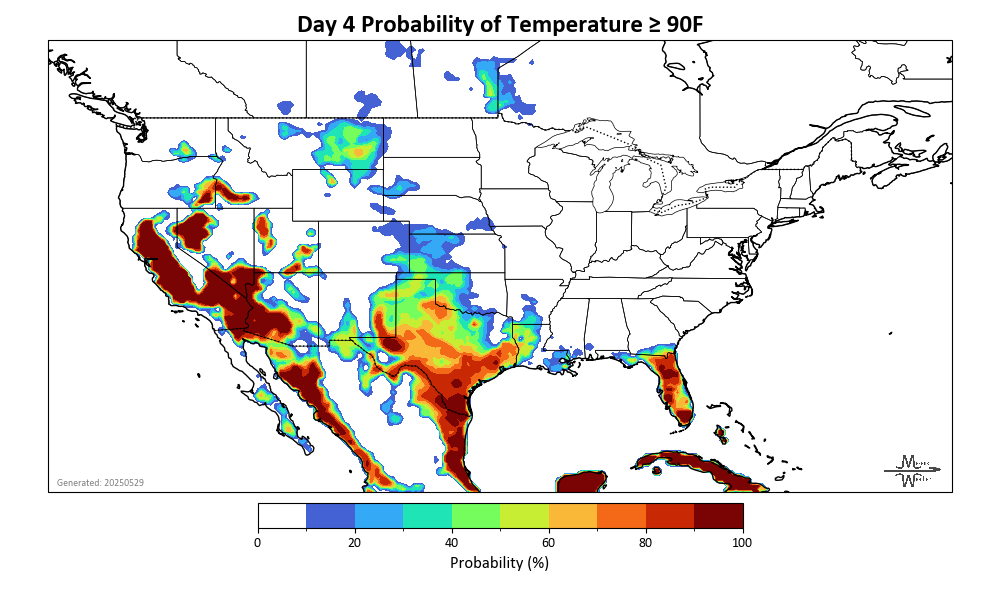 Day 4 Probability of Temperature ≥ 90F
Generated: 20250529
0 20 40 60 80 100
Probability (%)